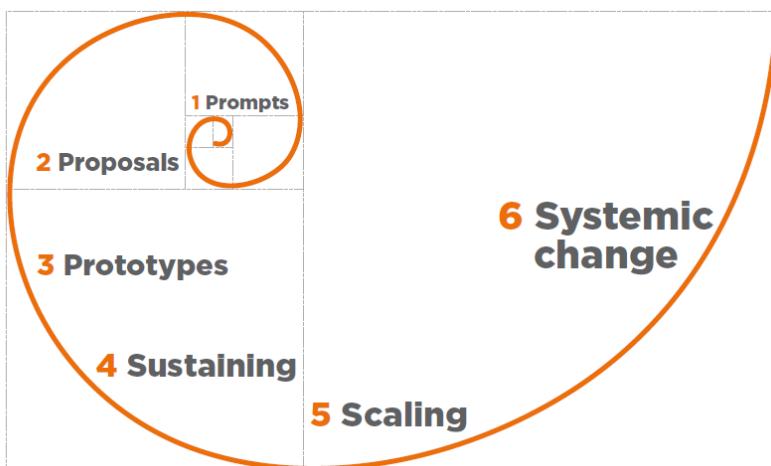 1 Prompts
2 Proposals
3 Prototypes
4 Sustaining
5 Scaling
6 Systemic
change